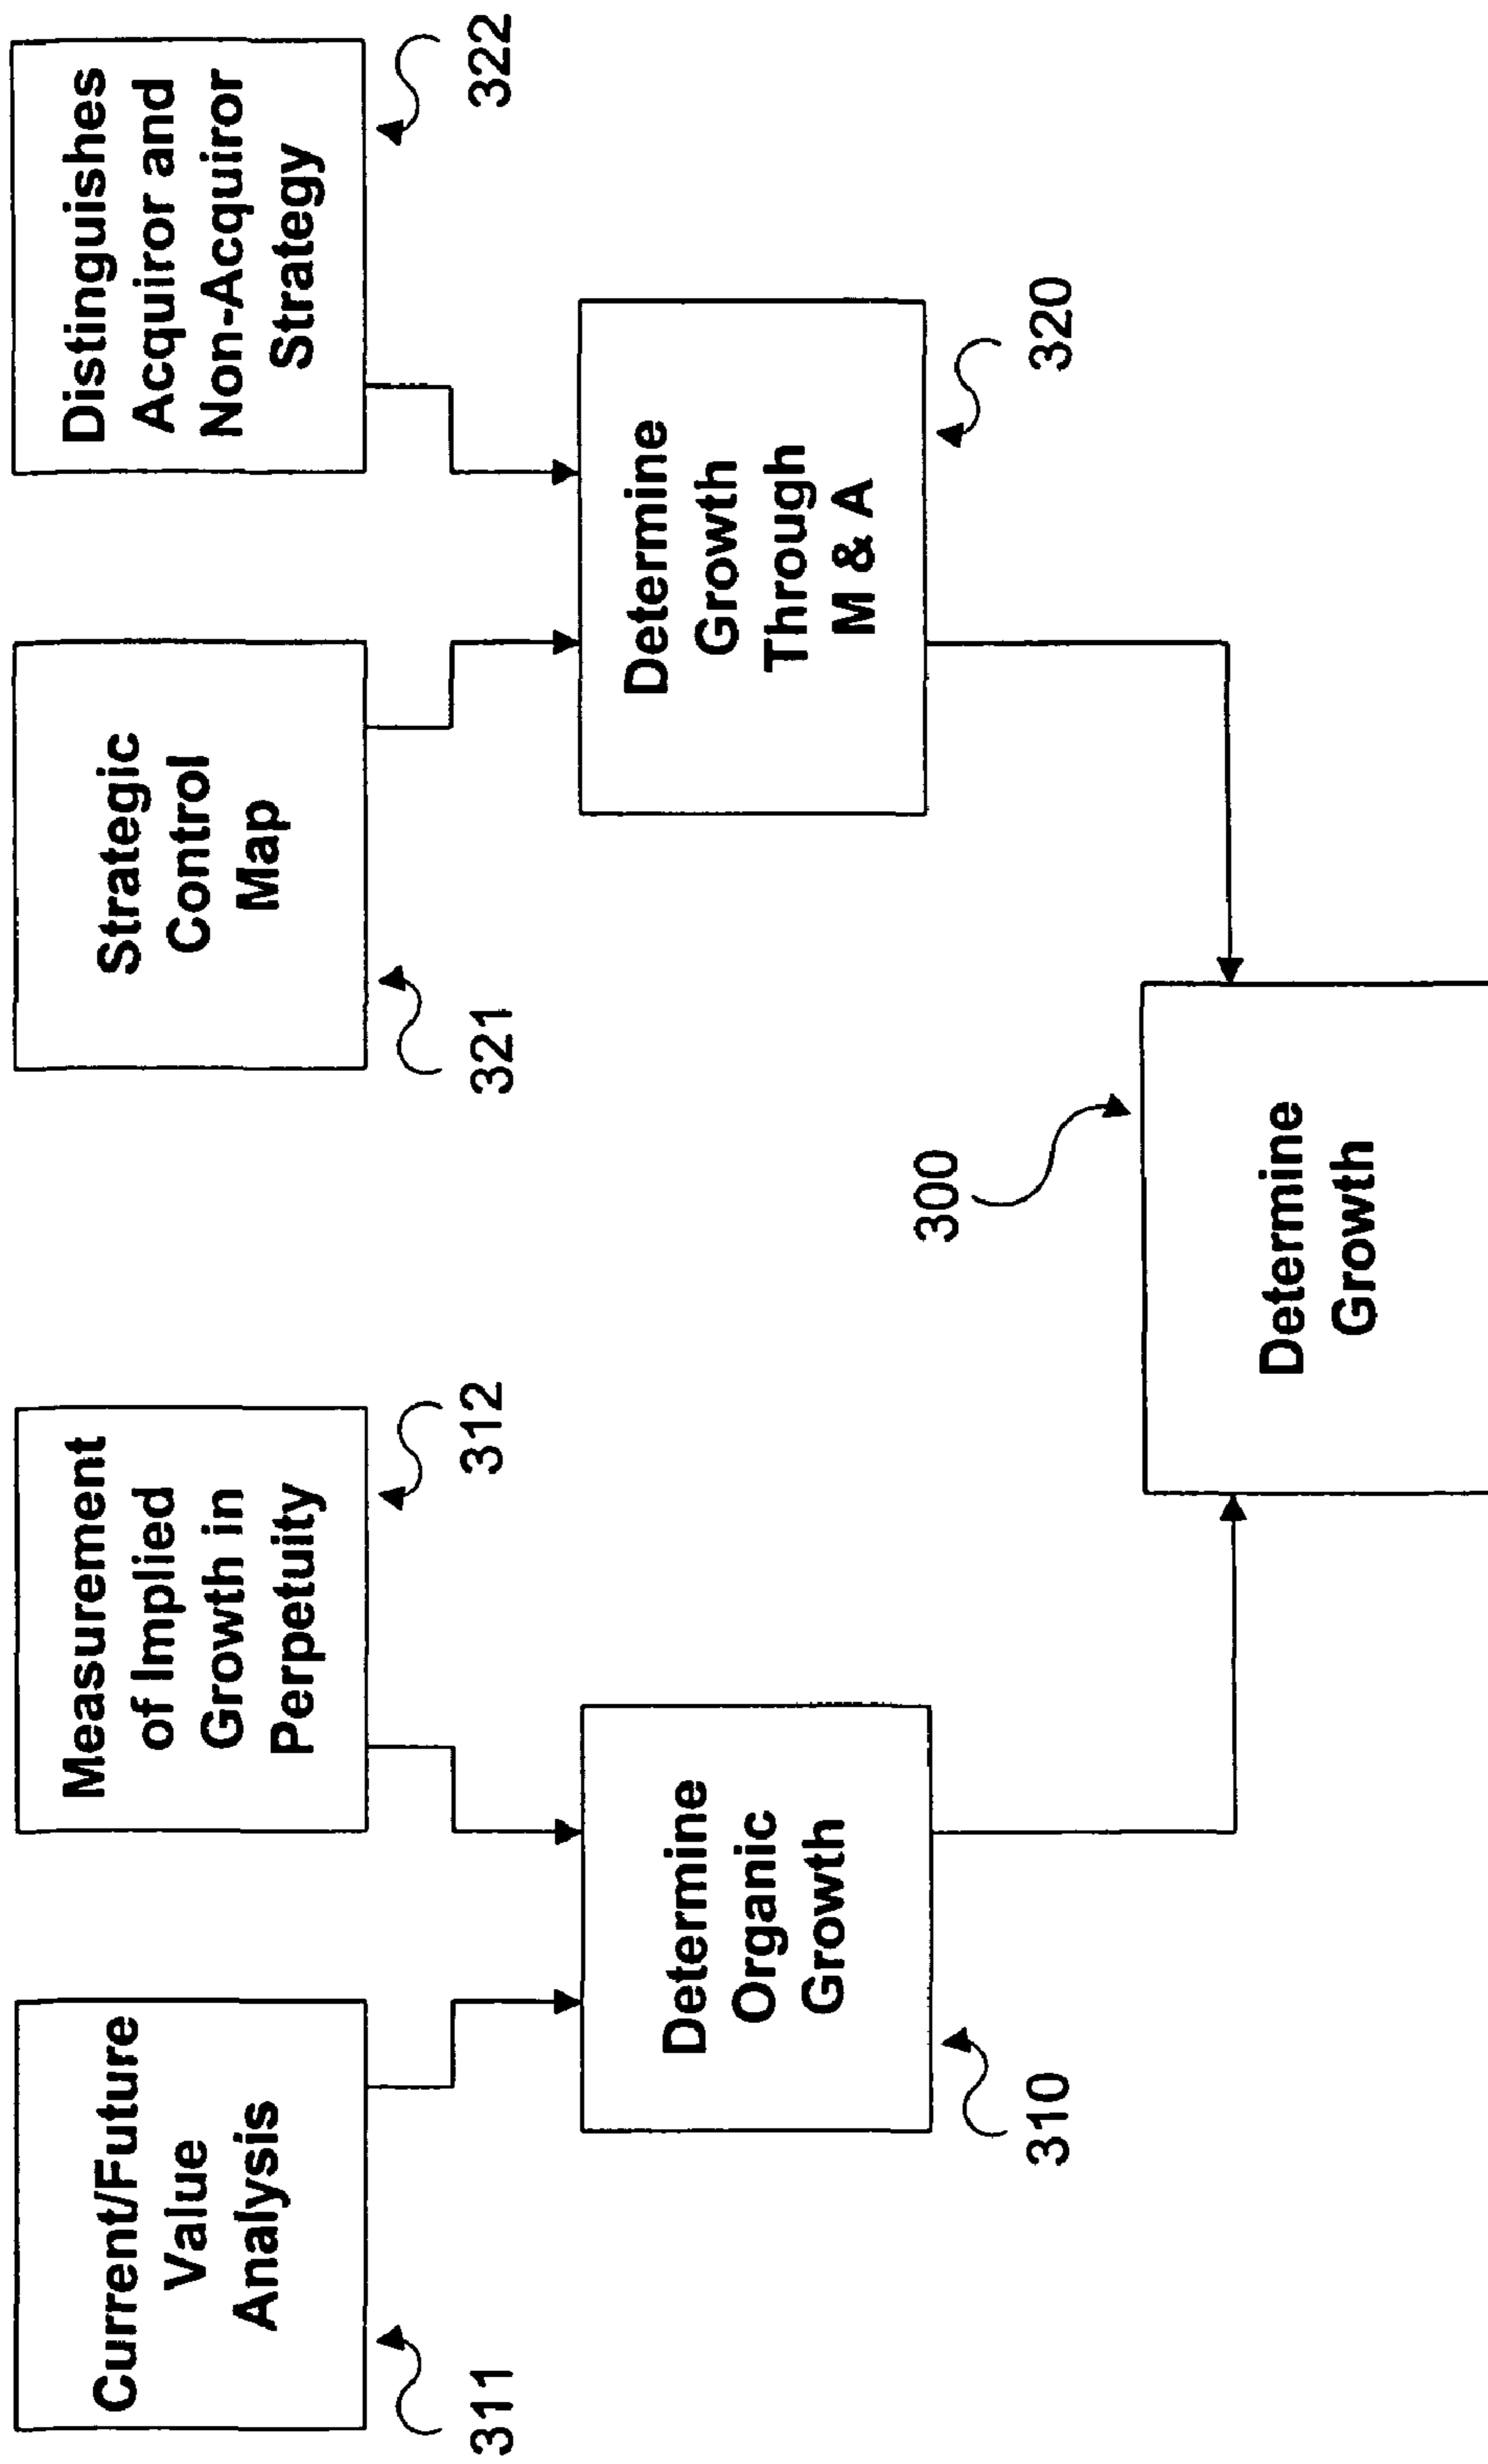 Current/Future
Value
Analysis
311
Measurement
of Implied
Growth in
Perpetuity
312
Strategic
Control
Map
321
Distinguishes
Acquiror and
Non-Acquiror
Strategy
322
Determine
Organic
Growth
310
Determine
Growth
Through
M & A
320
300
Determine
Growth